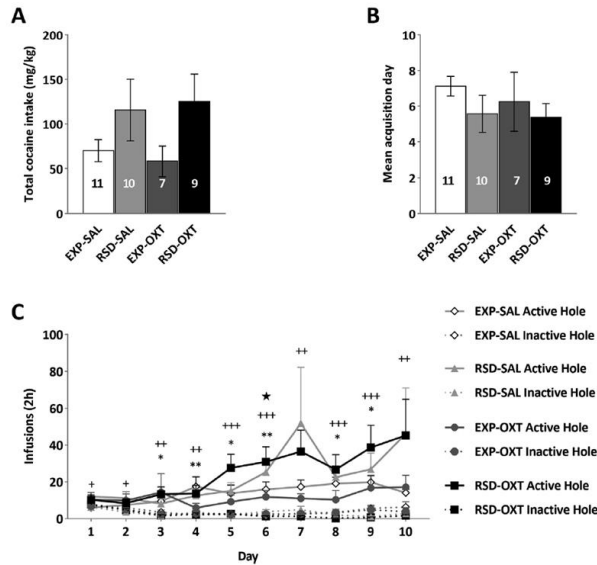 A
B
Total cocaine intake (mg/kg)
200
150
100
50
0
11
10
7
9
EXP-SAL
RSD-SAL
EXP-OXT
RSD-OXT
Mean acquisition day
10
8
6
4
2
0
11
10
7
9
EXP-SAL
RSD-SAL
EXP-OXT
RSD-OXT
C
Infusions (2h)
100
80
60
40
20
0
+
+
++
*
++
**
+++
*
★
+++
**
++
+++
*
+++
*
++
1 2 3 4 5 6 7 8 9 10
Day
EXP-SAL Active Hole
EXP-SAL Inactive Hole
RSD-SAL Active Hole
RSD-SAL Inactive Hole
EXP-OXT Active Hole
EXP-OXT Inactive Hole
RSD-OXT Active Hole
RSD-OXT Inactive Hole